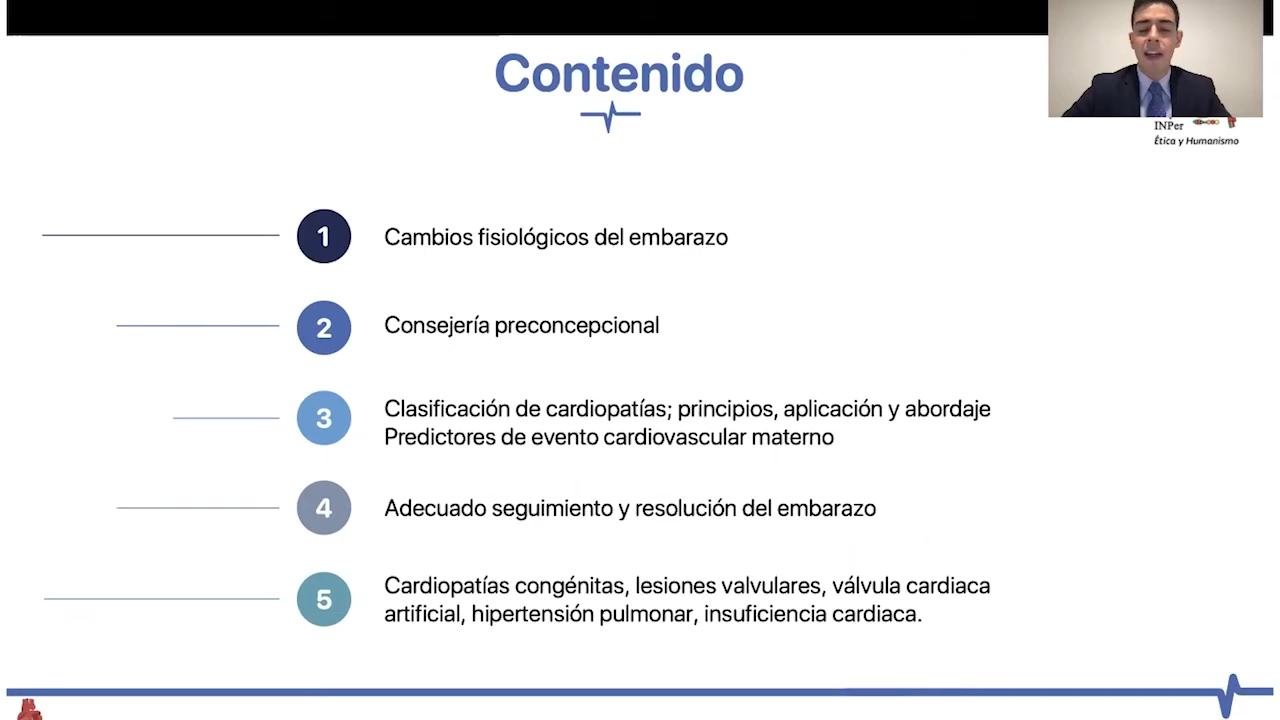 Contenido
INPer
Ética y Humanismo
1
Cambios fisiológicos del embarazo
2
Consejería preconcepcional
3
Clasificación de cardiopatías; principios, aplicación y abordaje
Predictores de evento cardiovascular materno
4
Adecuado seguimiento y resolución del embarazo
5
Cardiopatías congénitas, lesiones valvulares, válvula cardiaca
artificial, hipertensión pulmonar, insuficiencia cardiaca.